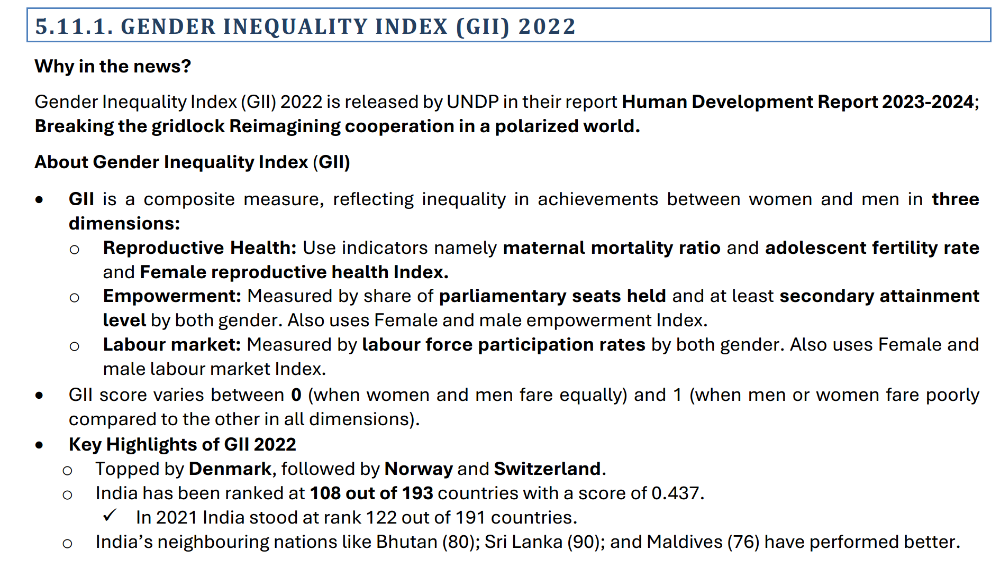 5.11.1. GENDER INEQUALITY INDEX (GII) 2022
Why in the news?
Gender Inequality Index (GII) 2022 is released by UNDP in their report Human Development Report 2023-2024;
Breaking the gridlock Reimagining cooperation in a polarized world.
About Gender Inequality Index (GII)
• GII is a composite measure, reflecting inequality in achievements between women and men in three
dimensions:
o Reproductive Health: Use indicators namely maternal mortality ratio and adolescent fertility rate
and Female reproductive health Index.
o Empowerment: Measured by share of parliamentary seats held and at least secondary attainment
level by both gender. Also uses Female and male empowerment Index.
o Labour market: Measured by labour force participation rates by both gender. Also uses Female and
male labour market Index.
• GII score varies between 0 (when women and men fare equally) and 1 (when men or women fare poorly
compared to the other in all dimensions).
• Key Highlights of GII 2022
o Topped by Denmark, followed by Norway and Switzerland.
o India has been ranked at 108 out of 193 countries with a score of 0.437.
✓ In 2021 India stood at rank 122 out of 191 countries.
o India’s neighbouring nations like Bhutan (80); Sri Lanka (90); and Maldives (76) have performed better.